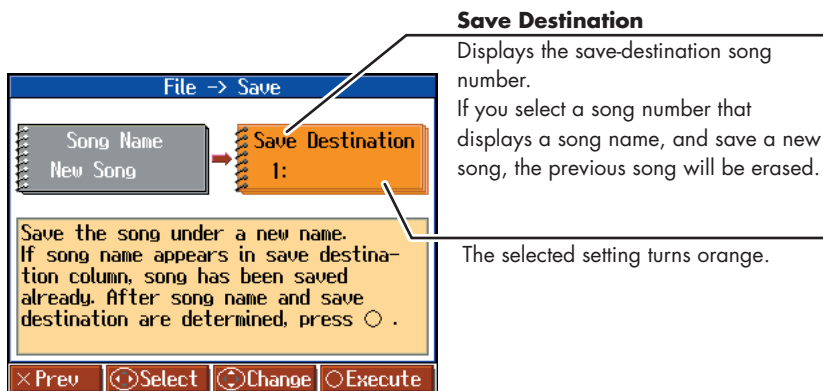 Save Destination
Displays the save-destination song
number.
If you select a song number that
displays a song name, and save a new
song, the previous song will be erased.
File -> Save
Song Name
New Song
Save Destination
1:
The selected setting turns orange.
Save the song under a new name.
If song name appears in save destina-
tion column, song has been saved
already. After song name and save
destination are determined, press ○ .
×Prev Select Change ○Execute